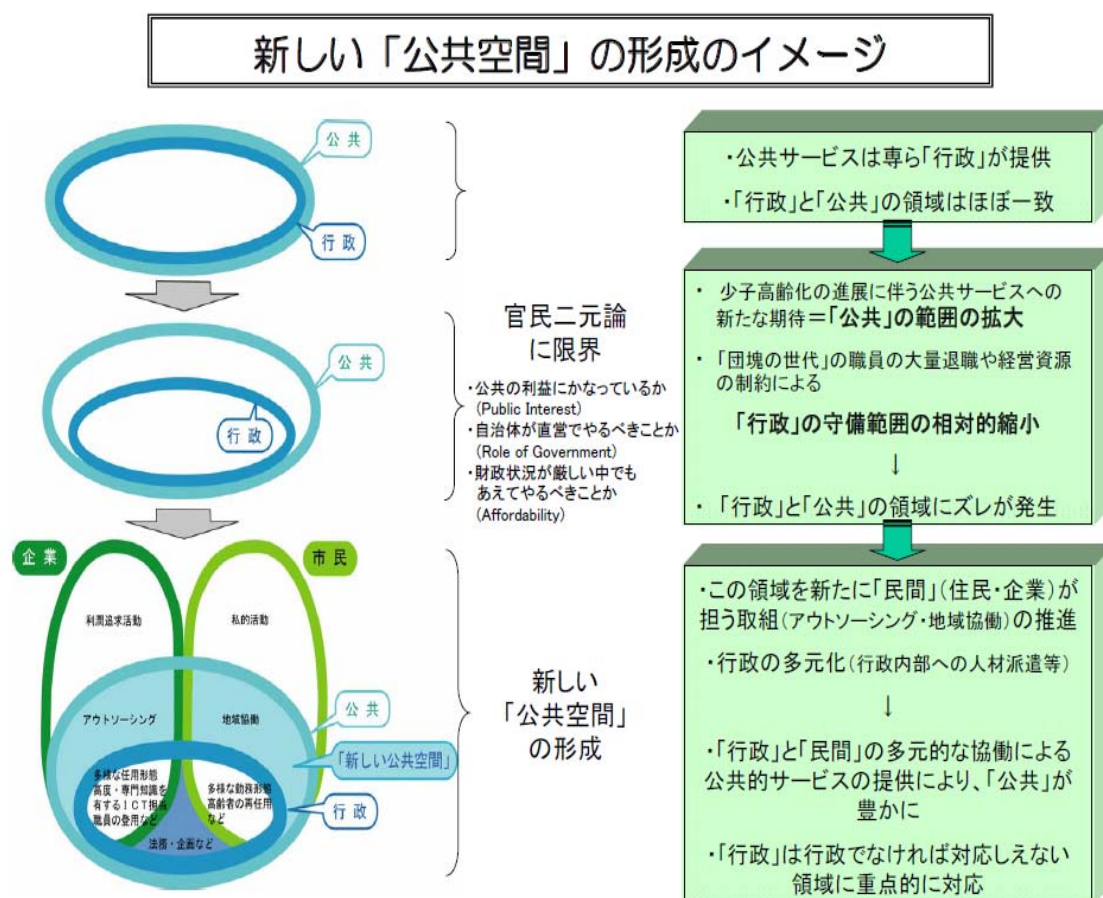 新しい「公共空間」の形成のイメージ
公共
行政
公共
行政
官民二元論
に限界
・公共の利益にかなっているか
(Public Interest)
・自治体が直営でやるべきことか
(Role of Government)
・財政状況が厳しい中でも
あえてやるべきことか
(Affordability)
企業
市民
利潤追求活動
私的活動
アウトソーシング
地域協働
公共
「新しい公共空間」
行政
多様な任用形態
高度・専門知識を
有するICT担当
職員の登用など
多様な勤務形態
高齢者の再任用
など
法務・企画など
新しい
「公共空間」
の形成
・公共サービスは専ら「行政」が提供
・「行政」と「公共」の領域はほぼ一致
・ 少子高齢化の進展に伴う公共サービスへの
新たな期待=「公共」の範囲の拡大
・「団塊の世代」の職員の大量退職や経営資源
の制約による
「行政」の守備範囲の相対的縮小
↓
・「行政」と「公共」の領域にズレが発生
・この領域を新たに「民間」(住民・企業)が
担う取組(アウトソーシング・地域協働)の推進
・行政の多元化(行政内部への人材派遣等)
↓
・「行政」と「民間」の多元的な協働による
公共的サービスの提供により、「公共」が
豊かに
・「行政」は行政でなければ対応しえない
領域に重点的に対応